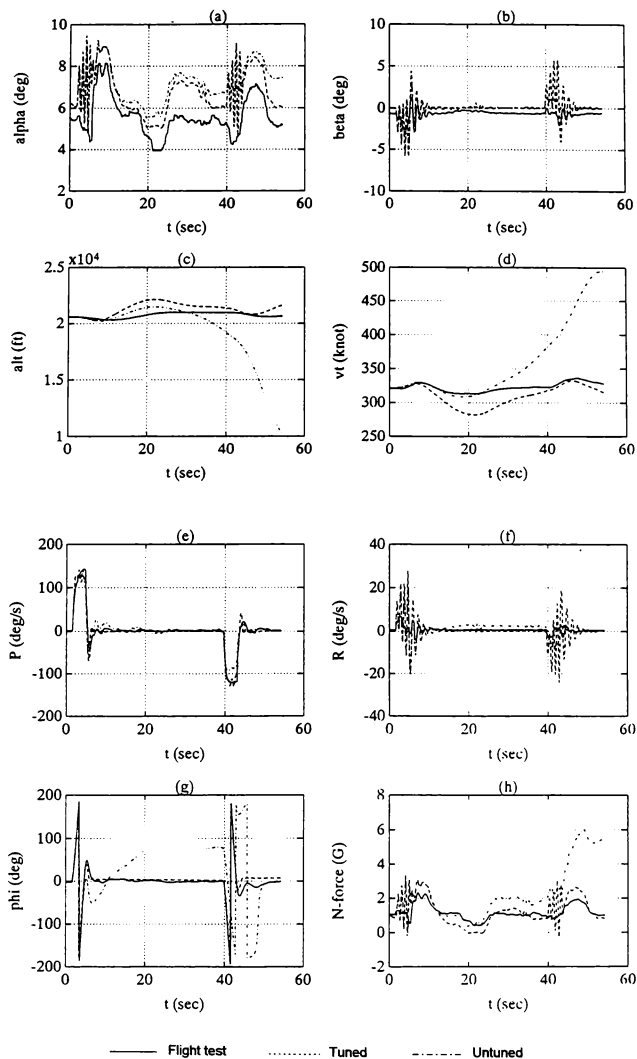 (a) (b)
10
8
6
4
2
alpha (deg)
0 20 40 60
t (sec)
10
5
0
-5
-10
beta (deg)
0 20 40 60
t (sec)
x10^4 (c) (d)
2.5
2
1.5
1
alt (ft)
0 20 40 60
t (sec)
500
450
400
350
300
250
vt (knot)
0 20 40 60
t (sec)
(e) (f)
200
100
0
-100
-200
P (deg/s)
0 20 40 60
t (sec)
40
20
0
-20
-40
R (deg/s)
0 20 40 60
t (sec)
(g) (h)
200
100
0
-100
-200
phi (deg)
0 20 40 60
t (sec)
8
6
4
2
0
-2
N-force (G)
0 20 40 60
t (sec)
Flight test Tuned Untuned